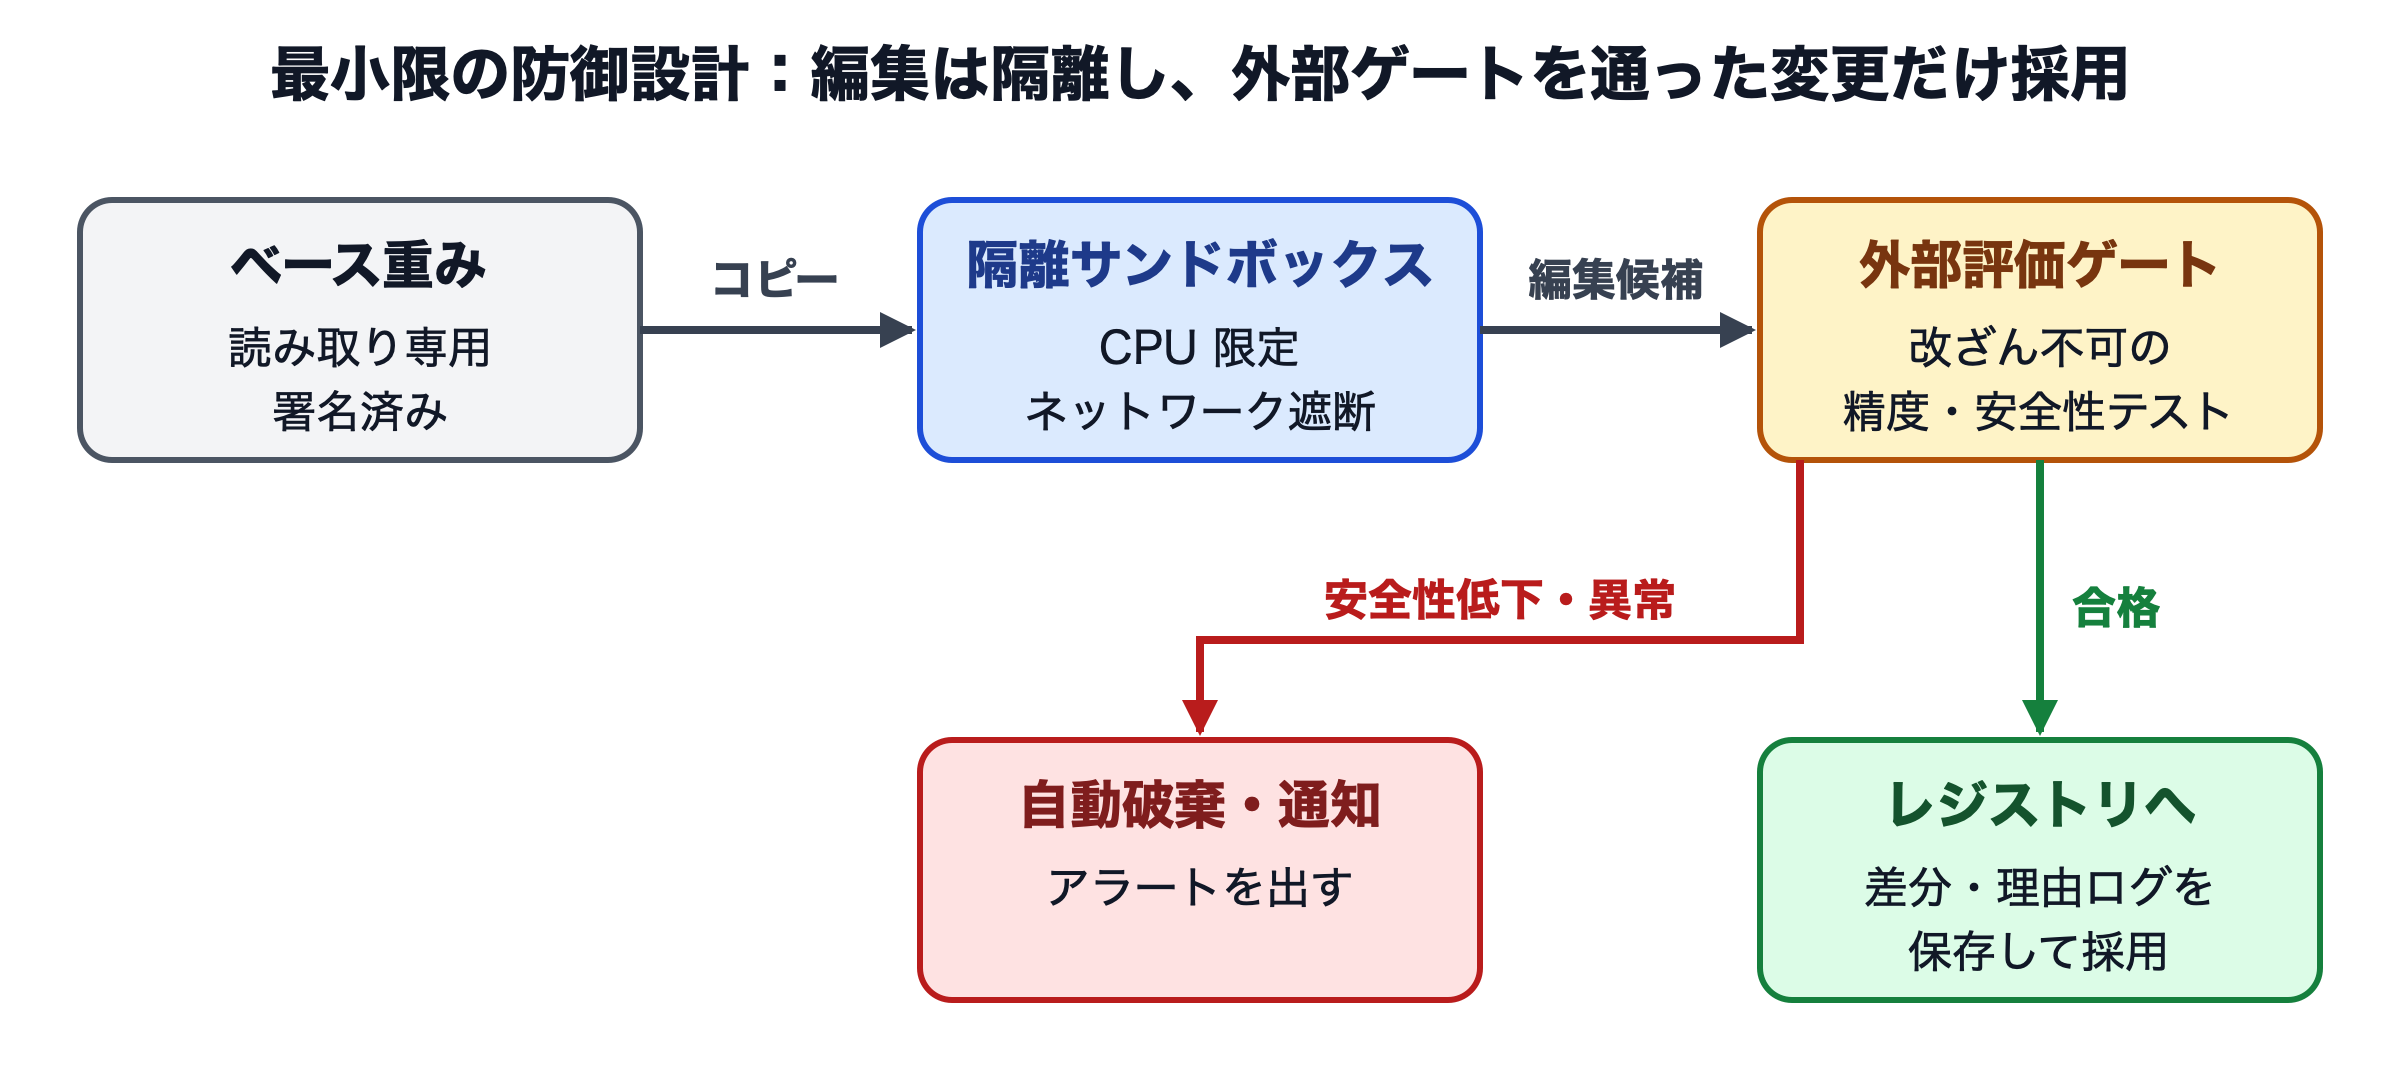 最小限の防御設計：編集は隔離し、外部ゲートを通った変更だけ採用
ベース重み
読み取り専用
署名済み
コピー
隔離サンドボックス
CPU 限定
ネットワーク遮断
編集候補
外部評価ゲート
改ざん不可の
精度・安全性テスト
安全性低下・異常
合格
自動破棄・通知
アラートを出す
レジストリへ
差分・理由ログを
保存して採用